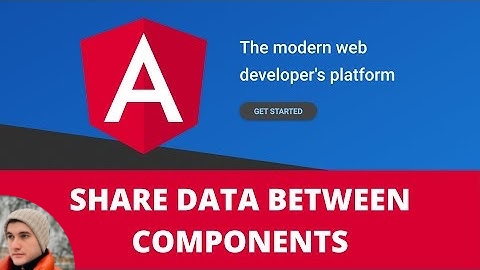 A
The modern web
developer's platform
GET STARTED
SHARE DATA BETWEEN
COMPONENTS